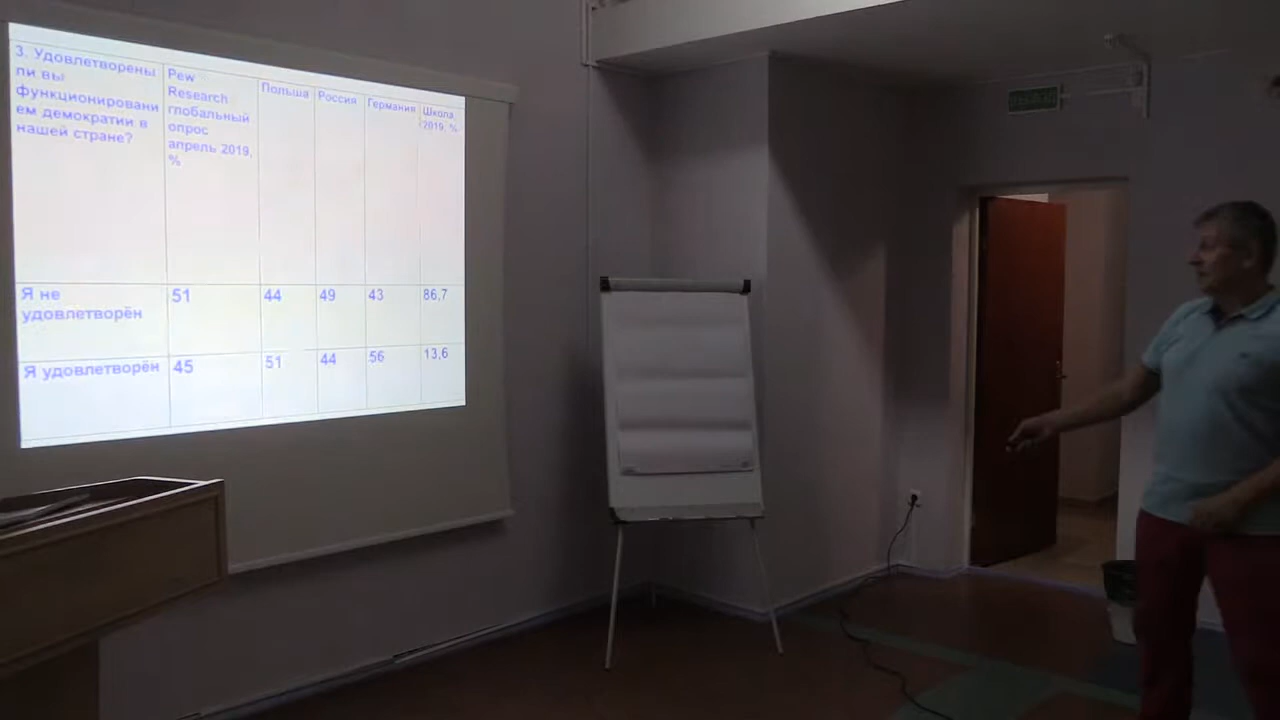 3. Удовлетворены
ли вы
функционировани
ем демократии в
нашей стране?
Pew
Research
глобальный
опрос
апрель 2019,
%
Польша
Россия
Германия
Школа
2019, %
Я не
удовлетворён
51
44
49
43
86,7
Я удовлетворён
45
51
44
56
13,6
ВЫХОД